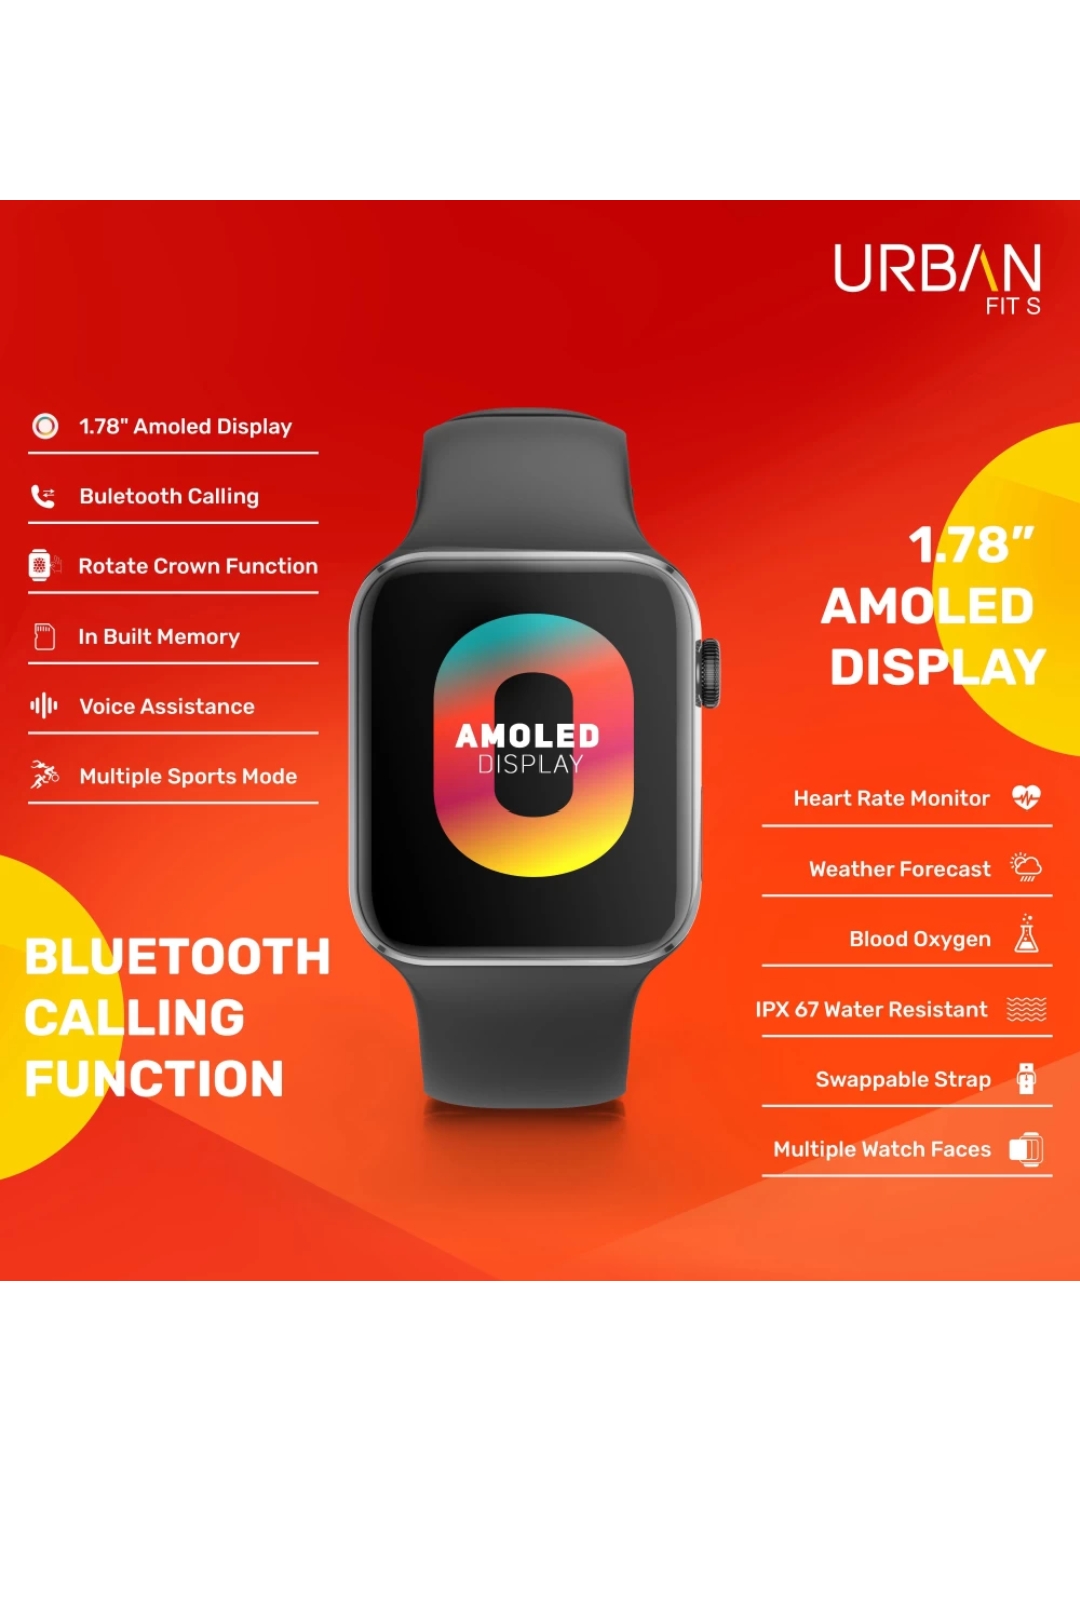 URBAN
FIT S
1.78" Amoled Display
Buletooth Calling
Rotate Crown Function
In Built Memory
Voice Assistance
Multiple Sports Mode
BLUETOOTH
CALLING
FUNCTION
AMOLED
DISPLAY
1.78”
AMOLED
DISPLAY
Heart Rate Monitor
Weather Forecast
Blood Oxygen
IPX 67 Water Resistant
Swappable Strap
Multiple Watch Faces